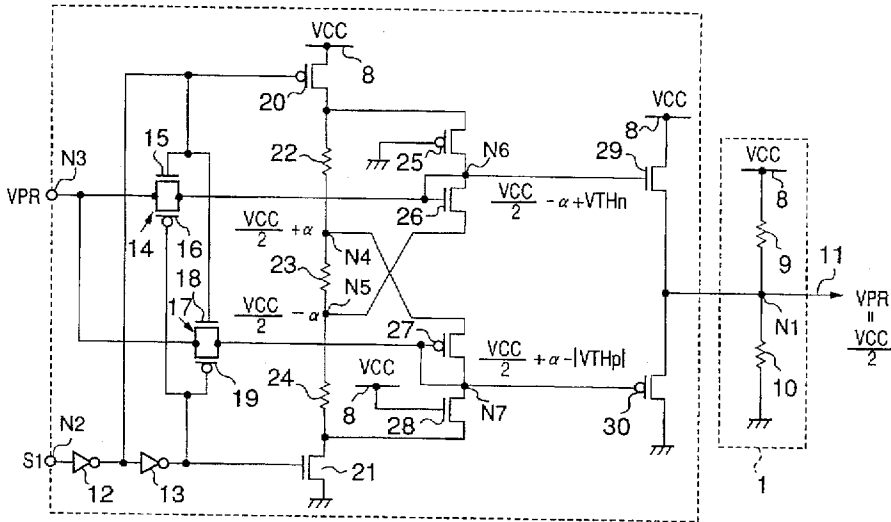 VCC
8
20
15
N3
VPR
14
16
22
25
N6
26
VCC/2 +α
N4
23
N5
VCC/2 -α
18
17
19
24
VCC
8
27
28
N7
N2
S1
12
13
21
VCC/2 -α+VTHn
VCC/2 +α-|VTHp|
VCC
8
29
30
VCC
8
9
11
N1
10
VPR
=
VCC/2
1